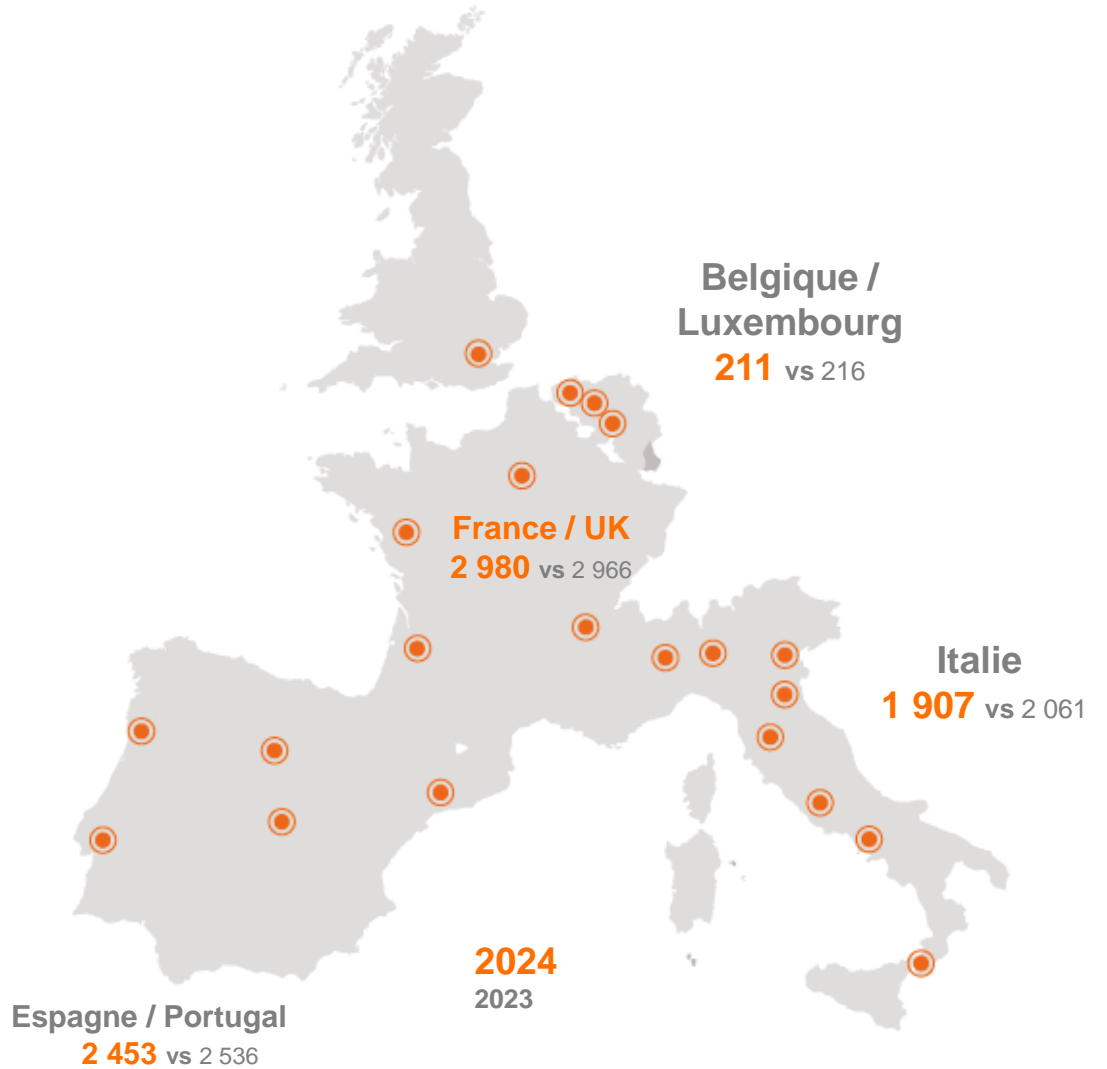 Belgique /
Luxembourg
211 vs 216
France / UK
2 980 vs 2 966
Italie
1 907 vs 2 061
2024
2023
Espagne / Portugal
2 453 vs 2 536